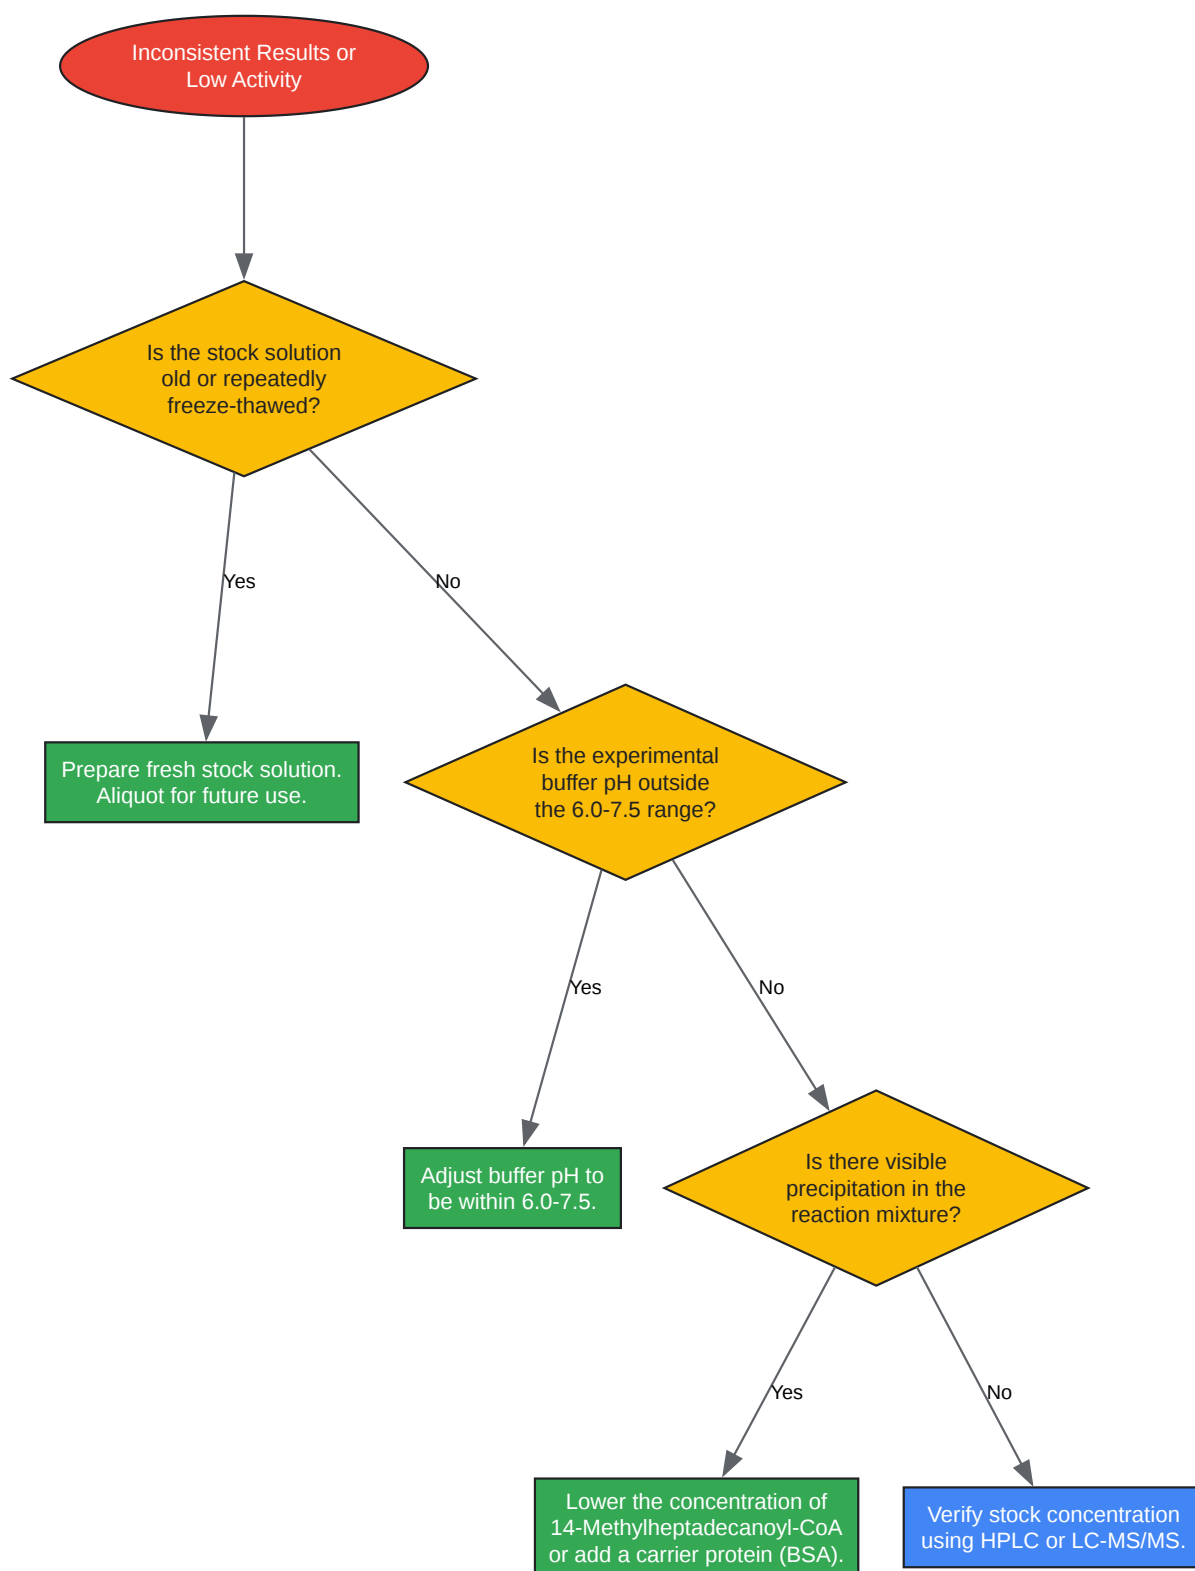 Inconsistent Results or
Low Activity
Is the stock solution
old or repeatedly
freeze-thawed?
Yes
No
Prepare fresh stock solution.
Aliquot for future use.
Is the experimental
buffer pH outside
the 6.0-7.5 range?
Yes
No
Adjust buffer pH to
be within 6.0-7.5.
Is there visible
precipitation in the
reaction mixture?
Yes
No
Lower the concentration of
14-Methylheptadecanoyl-CoA
or add a carrier protein (BSA).
Verify stock concentration
using HPLC or LC-MS/MS.